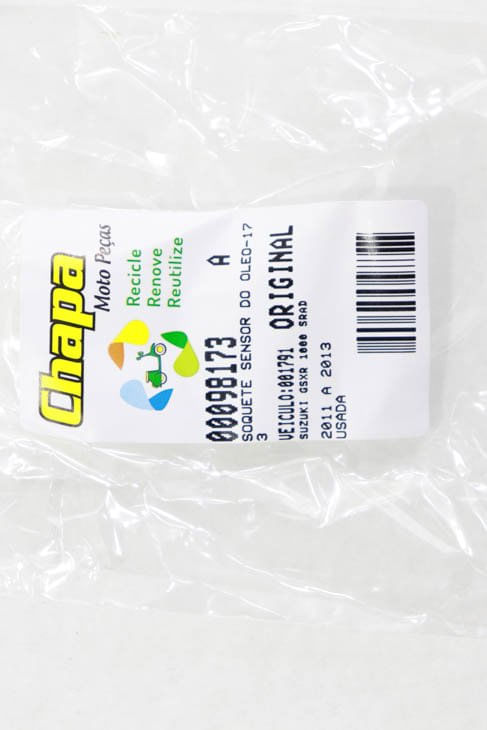 Chapa
Moto Peças
Recicle
Renove
Reutilize
00098173 A
SOQUETE SENSOR DO OLEO-17
3
VEICULO:001791 ORIGINAL
SUZUKI GSXR 1000 SRAD
2011 A 2013
USADA